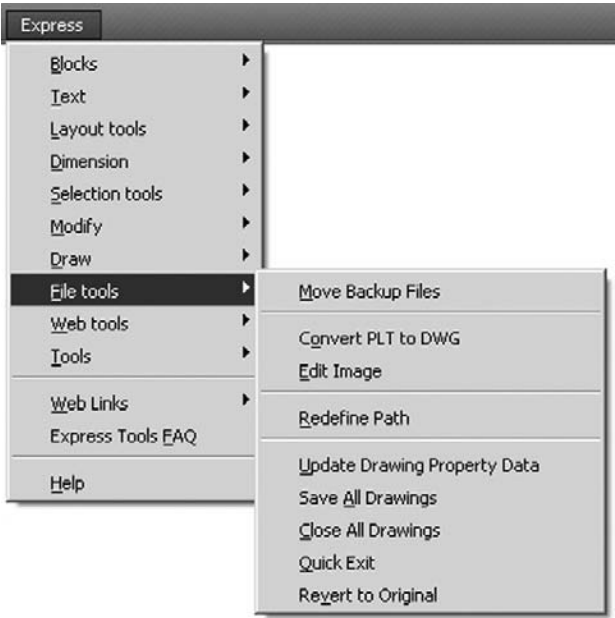 Express
Blocks
Text
Layout tools
Dimension
Selection tools
Modify
Draw
File tools
Web tools
Tools
Web Links
Express Tools FAQ
Help
Move Backup Files
Convert PLT to DWG
Edit Image
Redefine Path
Update Drawing Property Data
Save All Drawings
Close All Drawings
Quick Exit
Revert to Original